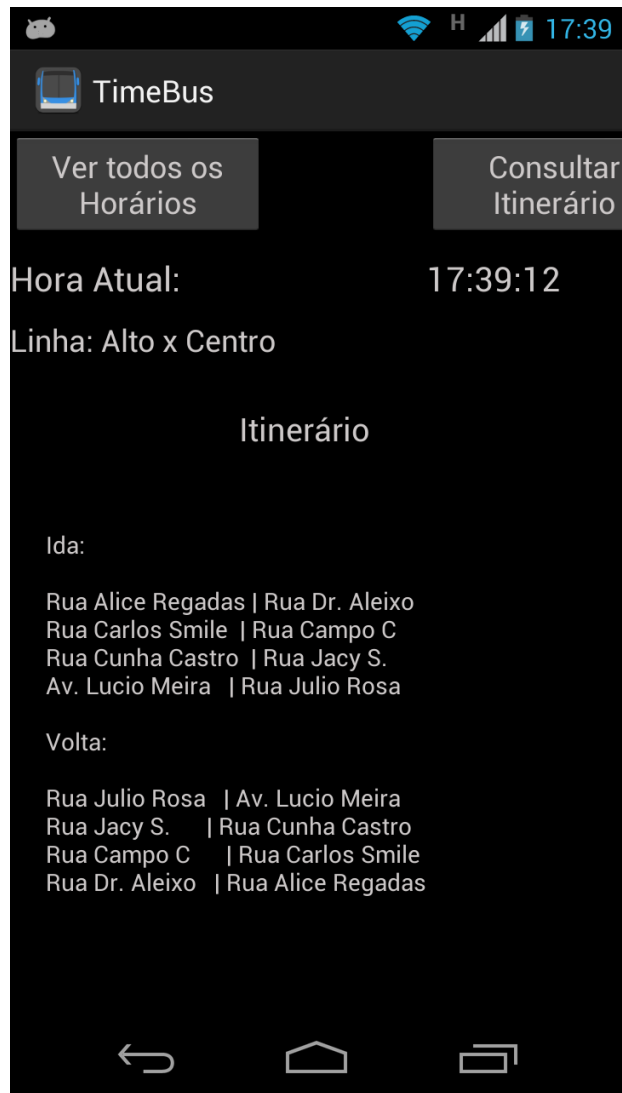 H 17:39
TimeBus
Ver todos os
Horários
Consultar
Itinerário
Hora Atual: 17:39:12
Linha: Alto x Centro
Itinerário
Ida:
Rua Alice Regadas | Rua Dr. Aleixo
Rua Carlos Smile | Rua Campo C
Rua Cunha Castro | Rua Jacy S.
Av. Lucio Meira | Rua Julio Rosa
Volta:
Rua Julio Rosa | Av. Lucio Meira
Rua Jacy S. | Rua Cunha Castro
Rua Campo C | Rua Carlos Smile
Rua Dr. Aleixo | Rua Alice Regadas